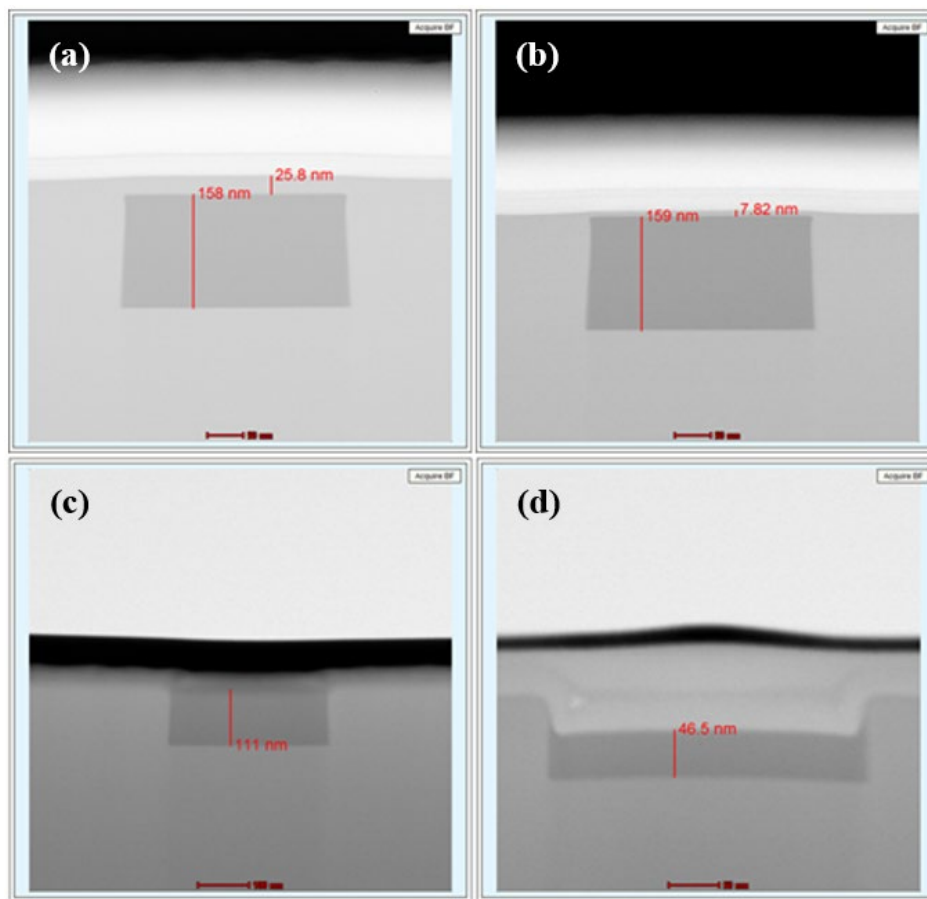 Acquire BF
(a)
25.8 nm
158 nm
Acquire BF
(b)
7.82 nm
159 nm
Acquire BF
(c)
111 nm
Acquire BF
(d)
46.5 nm